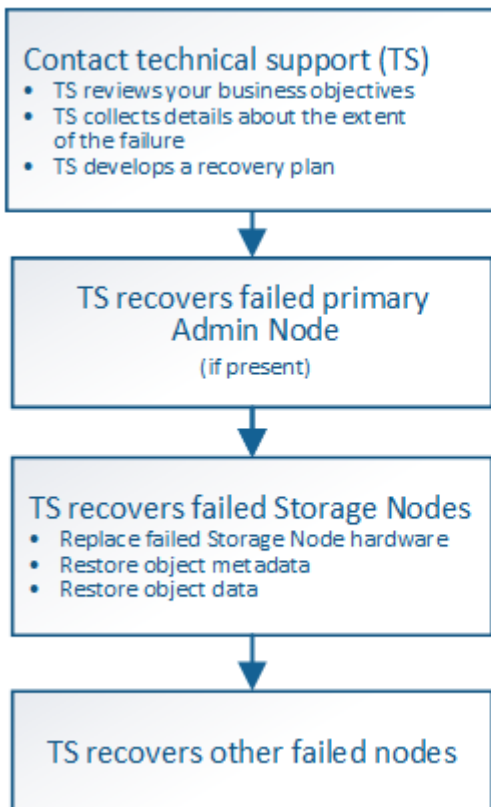 Contact technical support (TS)
• TS reviews your business objectives
• TS collects details about the extent
of the failure
• TS develops a recovery plan
TS recovers failed primary
Admin Node
(if present)
TS recovers failed Storage Nodes
• Replace failed Storage Node hardware
• Restore object metadata
• Restore object data
TS recovers other failed nodes